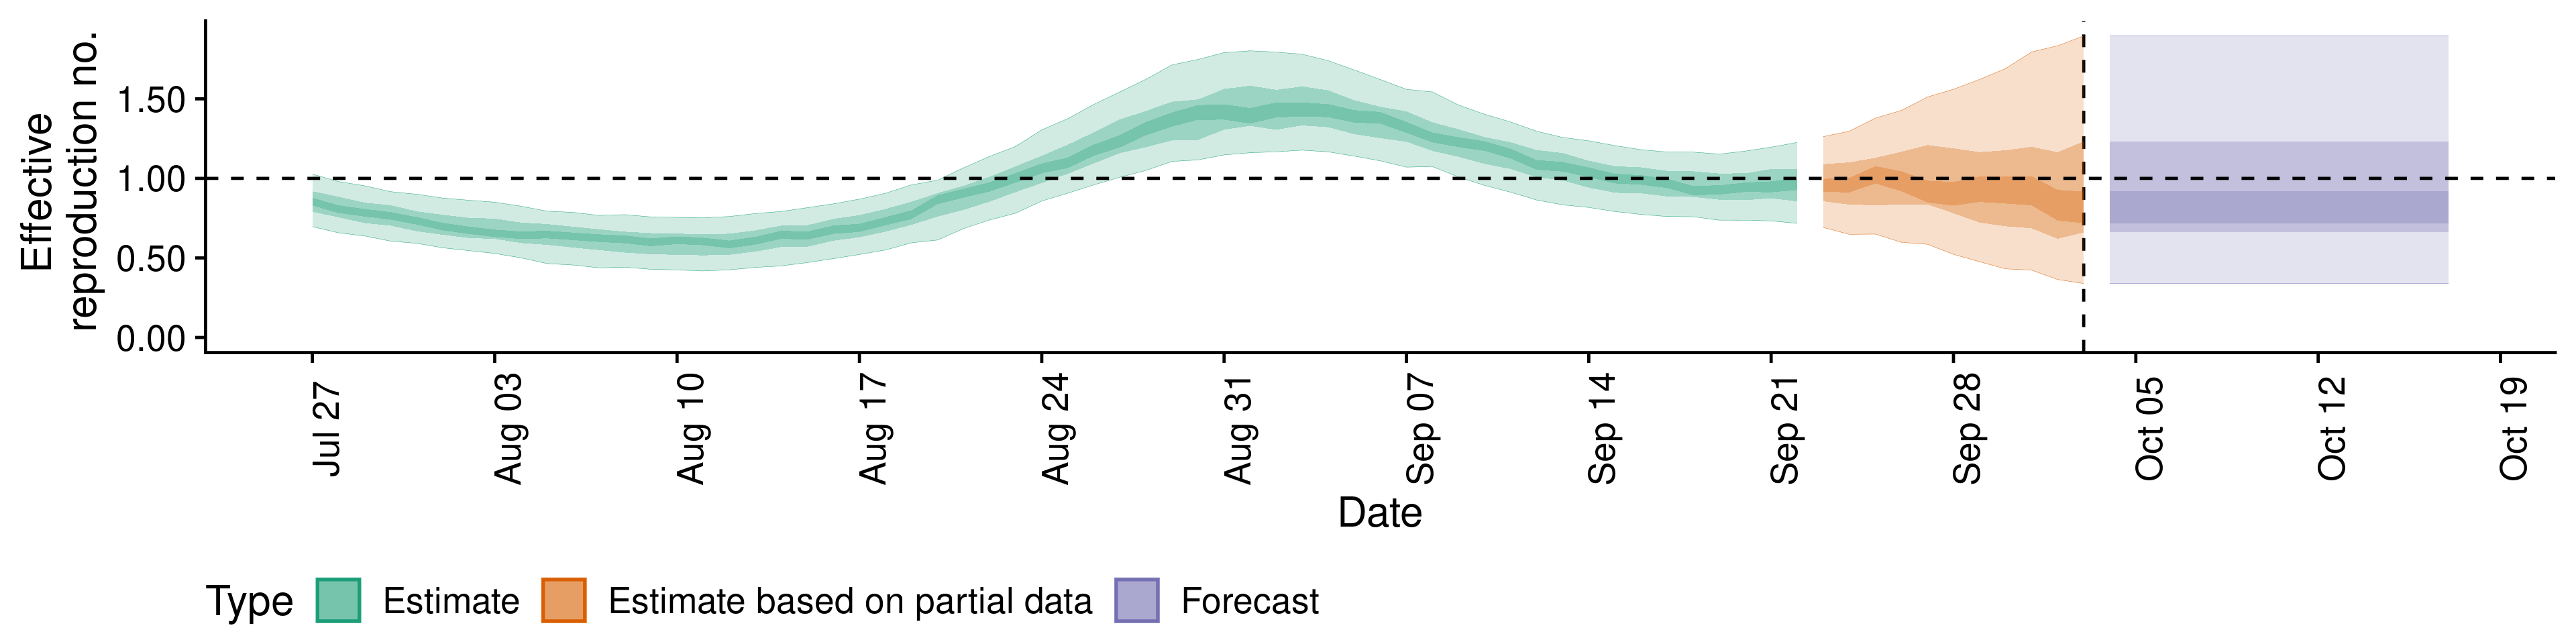 Effective
reproduction no.
1.50
1.00
0.50
0.00
Jul 27
Aug 03
Aug 10
Aug 17
Aug 24
Aug 31
Sep 07
Sep 14
Sep 21
Sep 28
Oct 05
Oct 12
Oct 19
Date
Type Estimate Estimate based on partial data Forecast